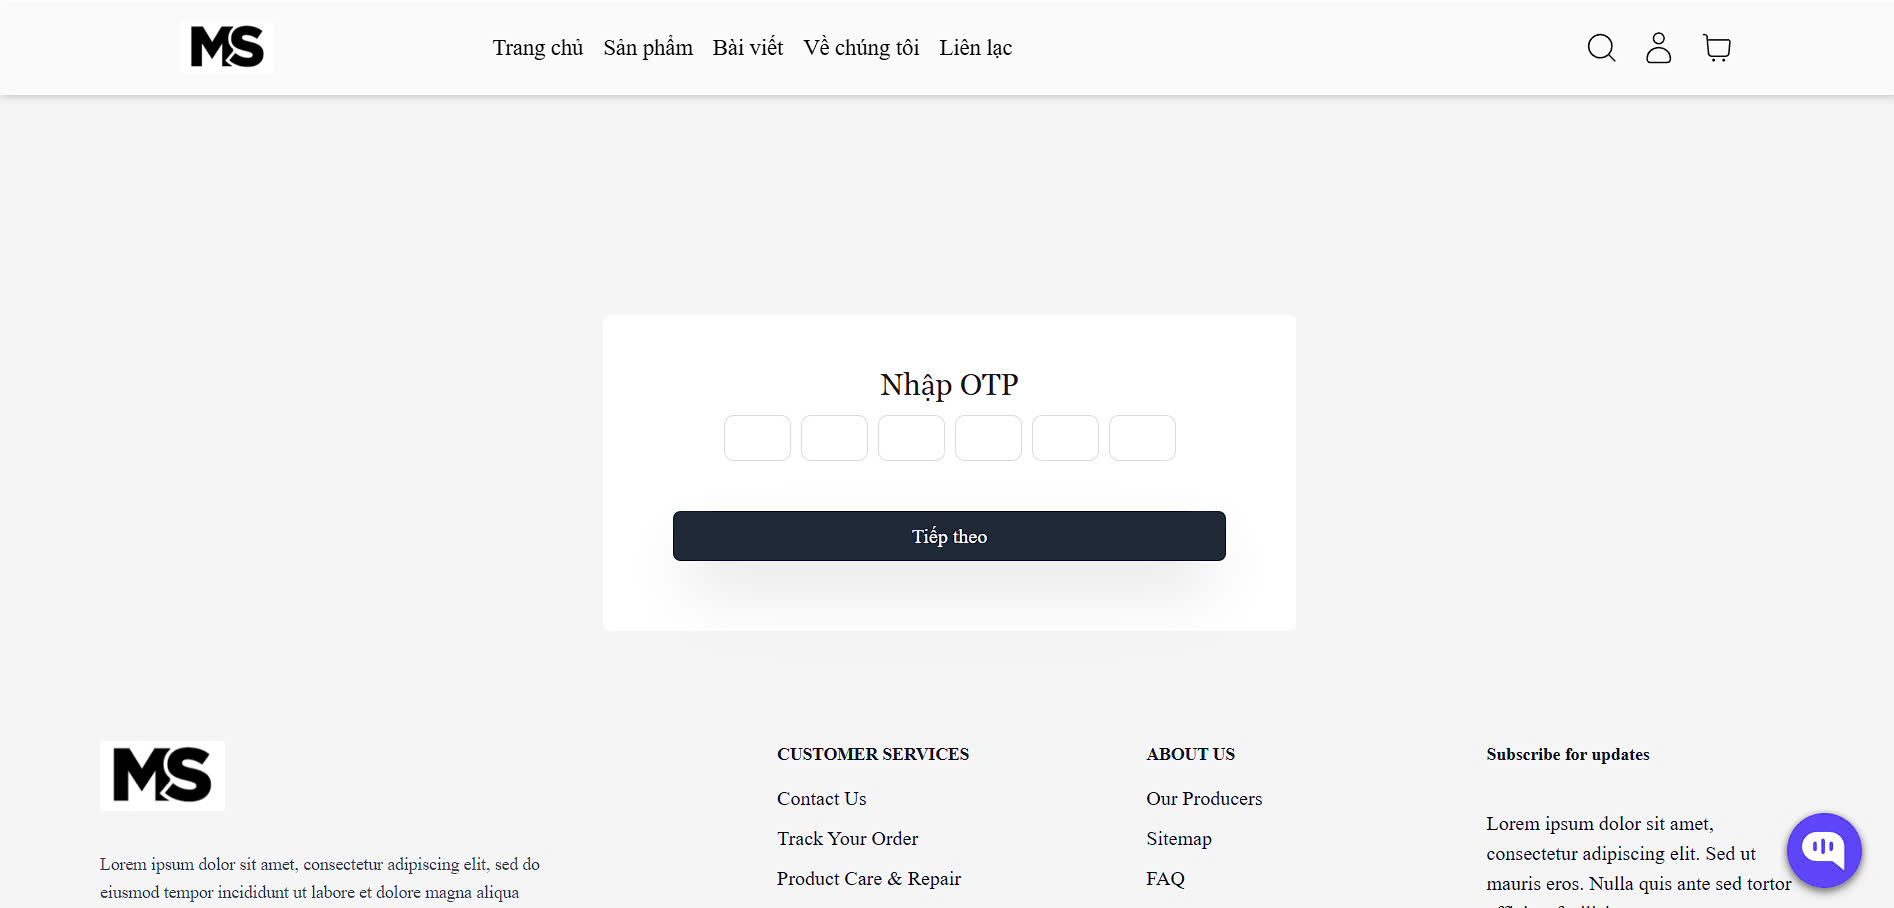 MS
Trang chủ Sản phẩm Bài viết Về chúng tôi Liên lạc
Nhập OTP
Tiếp theo
MS
Lorem ipsum dolor sit amet, consectetur adipiscing elit, sed do
eiusmod tempor incididunt ut labore et dolore magna aliqua
CUSTOMER SERVICES
Contact Us
Track Your Order
Product Care & Repair
ABOUT US
Our Producers
Sitemap
FAQ
Subscribe for updates
Lorem ipsum dolor sit amet,
consectetur adipiscing elit. Sed ut
mauris eros. Nulla quis ante sed tortor